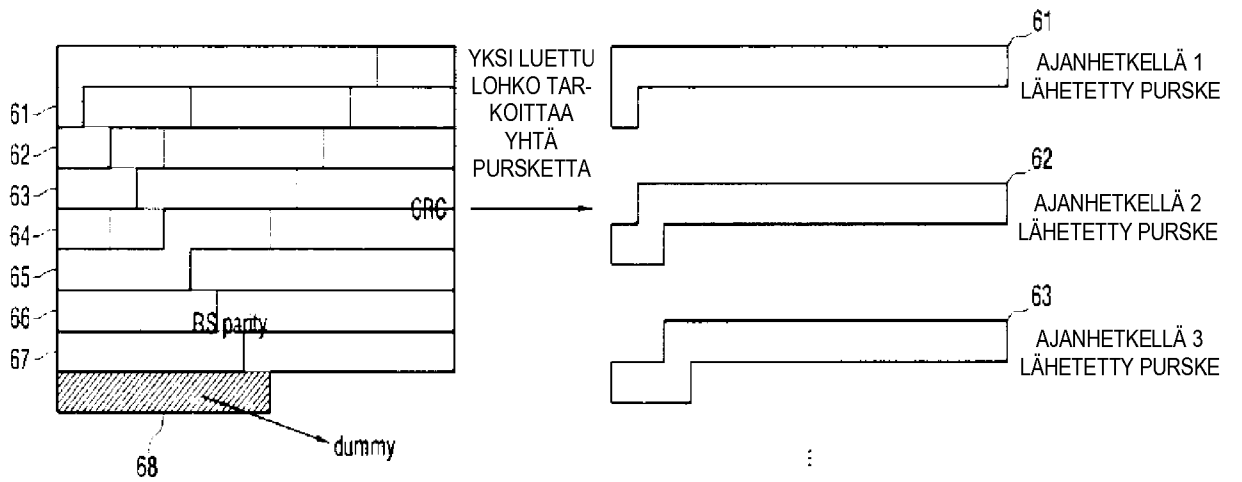 61
62
63
64
65
66
67
68
CRC
RS parity
dummy
YKSI LUETTU
LOHKO TAR-
KOITTAA
YHTÄ
PURSKETTA
61
AJANHETKELLÄ 1
LÄHETETTY PURSKE
62
AJANHETKELLÄ 2
LÄHETETTY PURSKE
63
AJANHETKELLÄ 3
LÄHETETTY PURSKE
⋮